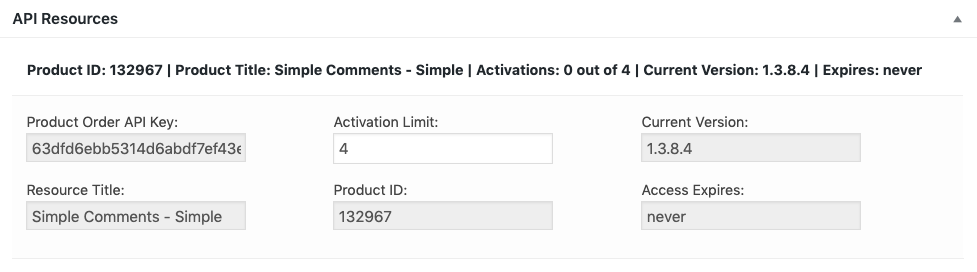 API Resources
Product ID: 132967 | Product Title: Simple Comments - Simple | Activations: 0 out of 4 | Current Version: 1.3.8.4 | Expires: never
Product Order API Key: Activation Limit: Current Version:
63dfd6ebb5314d6abdf7ef43 4 1.3.8.4
Resource Title: Product ID: Access Expires:
Simple Comments - Simple 132967 never